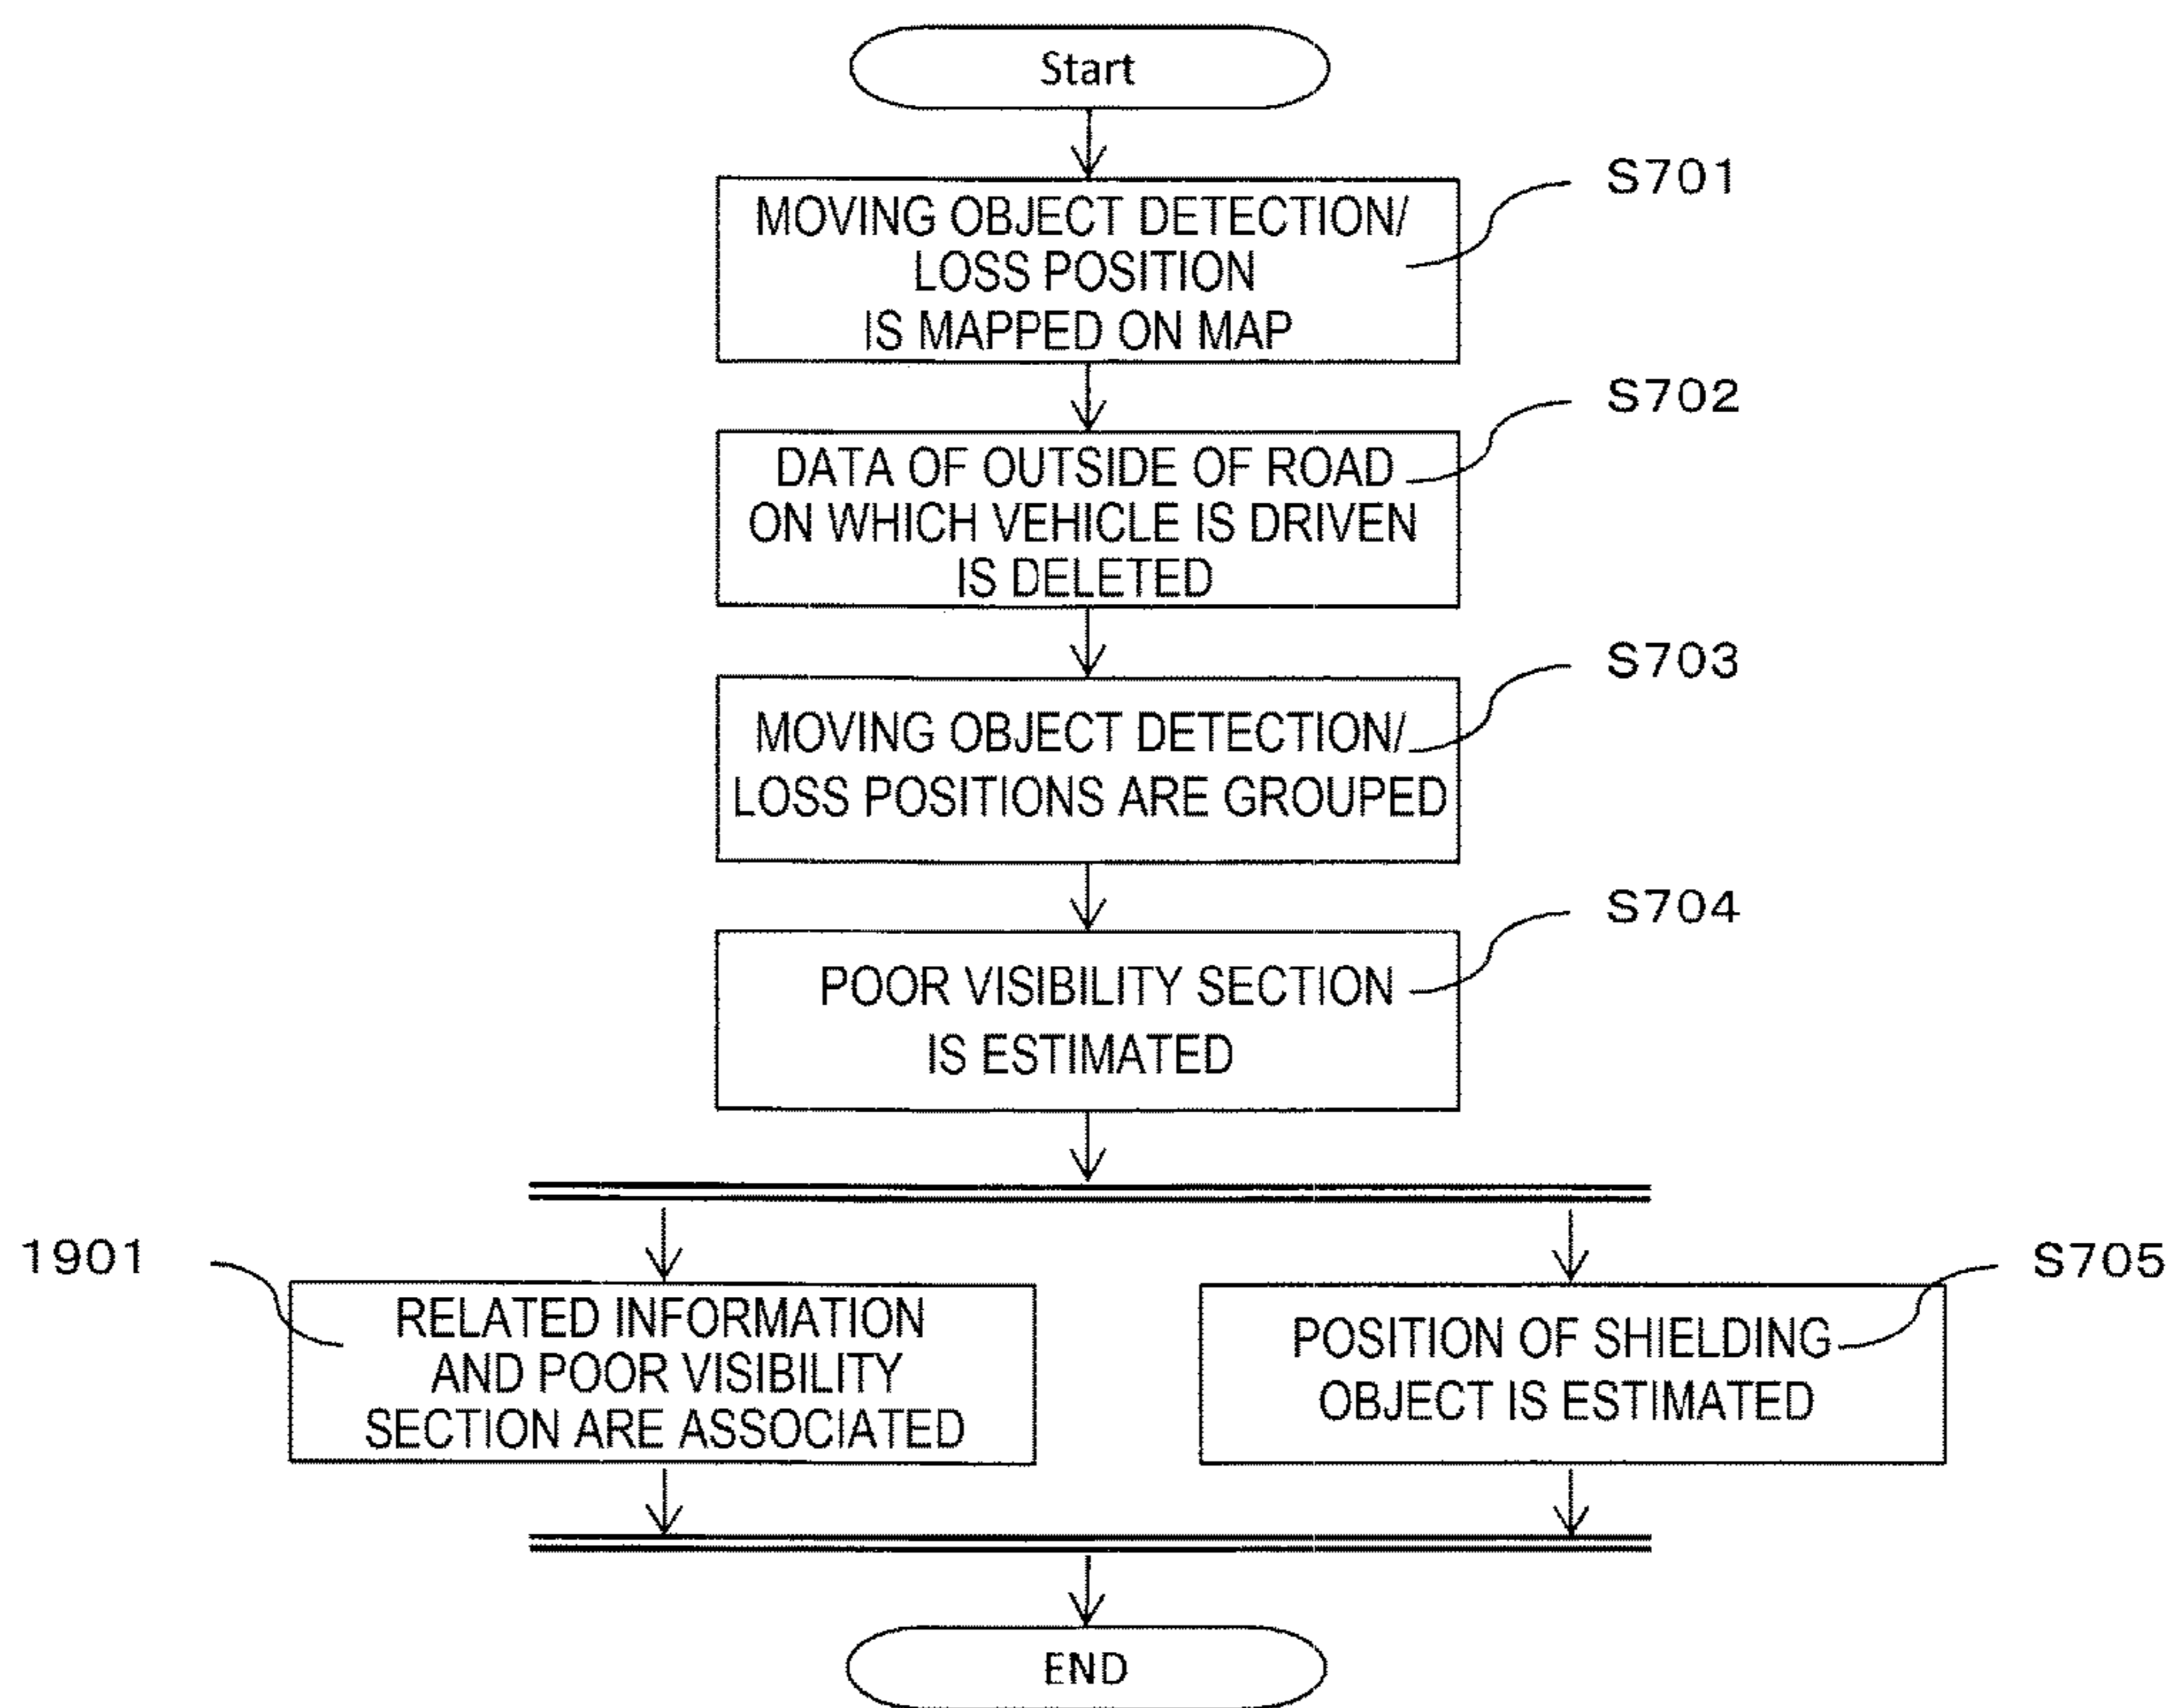 Start
S701
MOVING OBJECT DETECTION/
LOSS POSITION
IS MAPPED ON MAP
S702
DATA OF OUTSIDE OF ROAD
ON WHICH VEHICLE IS DRIVEN
IS DELETED
S703
MOVING OBJECT DETECTION/
LOSS POSITIONS ARE GROUPED
S704
POOR VISIBILITY SECTION
IS ESTIMATED
1901
RELATED INFORMATION
AND POOR VISIBILITY
SECTION ARE ASSOCIATED
S705
POSITION OF SHIELDING
OBJECT IS ESTIMATED
END